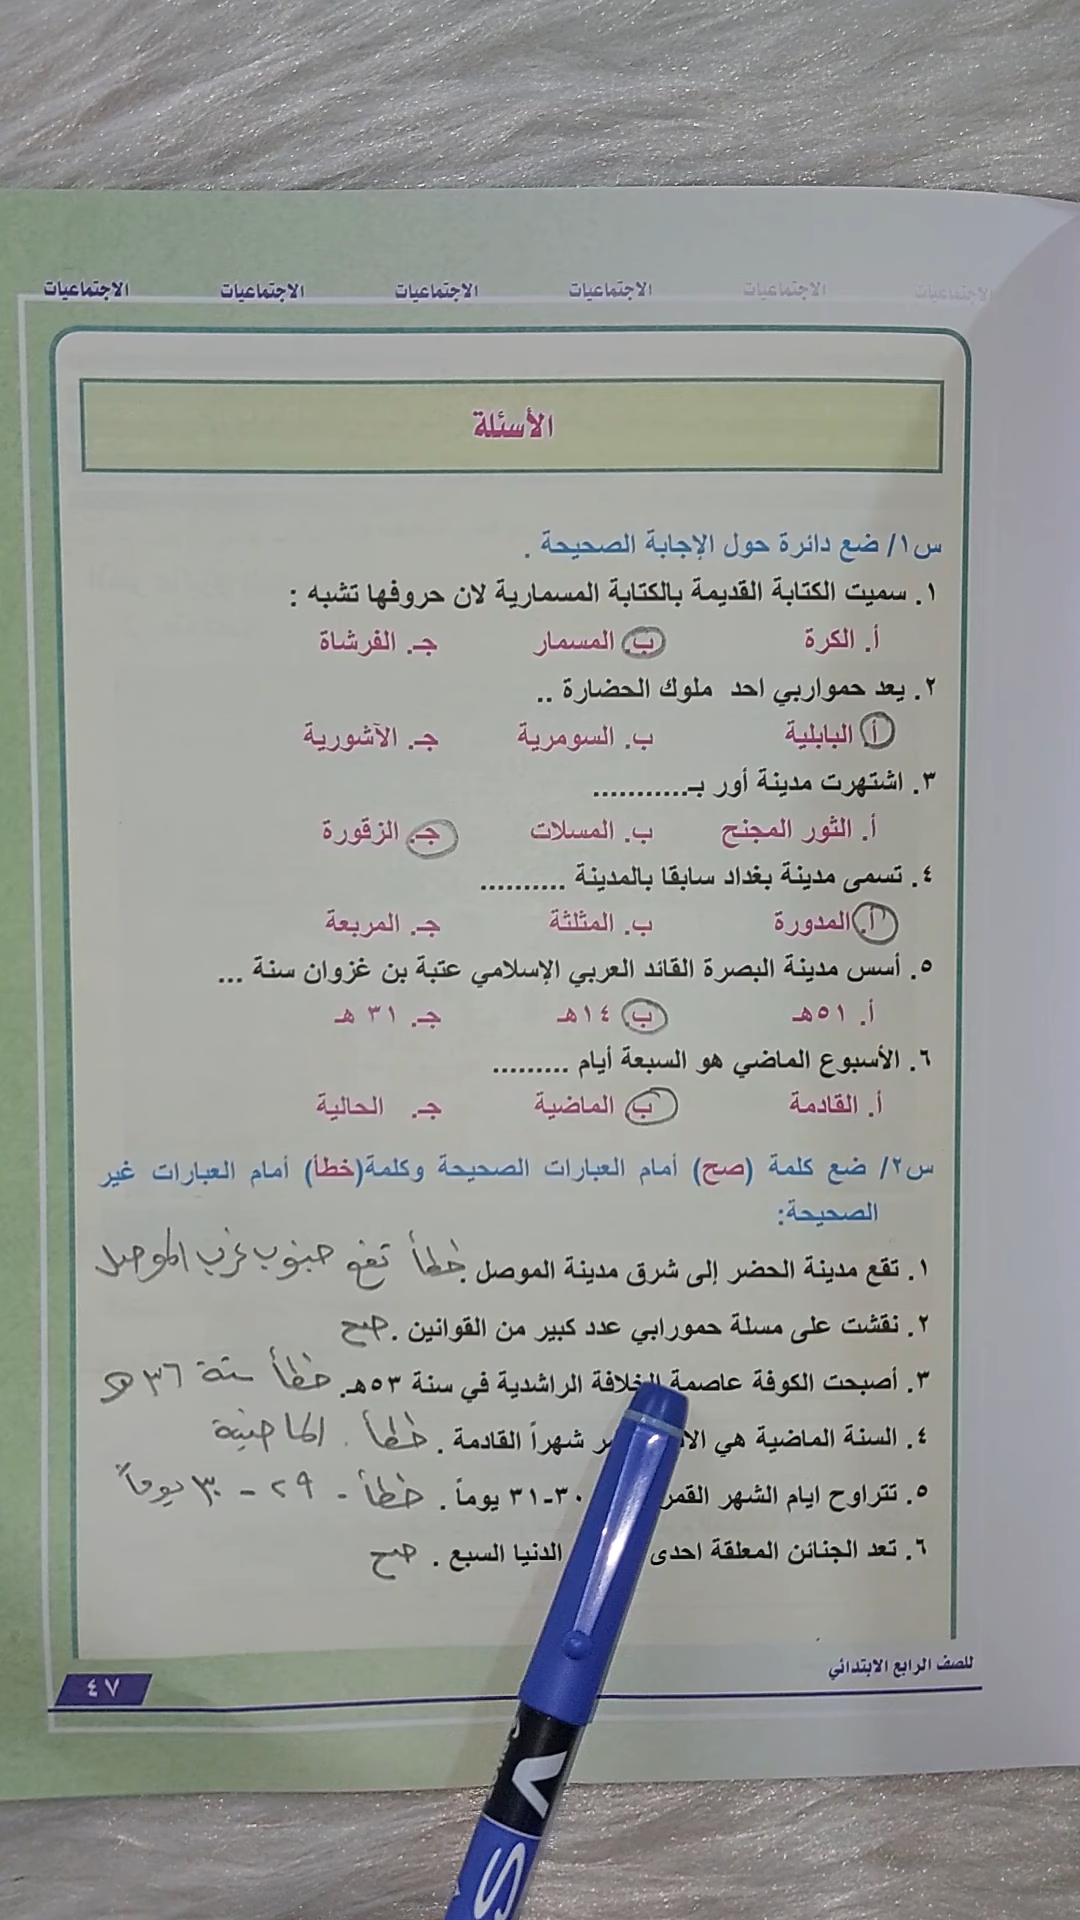 الاجتماعيات الاجتماعيات الاجتماعيات الاجتماعيات الاجتماعيات الاجتماعيات
الأسئلة
س١/ ضع دائرة حول الإجابة الصحيحة .
١. سميت الكتابة القديمة بالكتابة المسمارية لان حروفها تشبه :
أ. الكرة ب. المسمار جـ. الفرشاة
٢. يعد حمواربي احد ملوك الحضارة ..
أ. البابلية ب. السومرية جـ. الآشورية
٣. اشتهرت مدينة أور بـ...........
أ. الثور المجنح ب. المسلات جـ. الزقورة
٤. تسمى مدينة بغداد سابقا بالمدينة ..........
أ. المدورة ب. المثلثة جـ. المربعة
٥. أسس مدينة البصرة القائد العربي الإسلامي عتبة بن غزوان سنة ...
أ. ٥١هـ ب. ١٤هـ جـ. ٣١ هـ
٦. الأسبوع الماضي هو السبعة أيام .........
أ. القادمة ب. الماضية جـ. الحالية
س٢/ ضع كلمة (صح) أمام العبارات الصحيحة وكلمة(خطأ) أمام العبارات غير
الصحيحة:
١. تقع مدينة الحضر إلى شرق مدينة الموصل . خطأ تقع جنوب غرب الموصل
٢. نقشت على مسلة حمورابي عدد كبير من القوانين . صح
٣. أصبحت الكوفة عاصمة الخلافة الراشدية في سنة ٥٣هـ. خطأ سنة ٣٦ هـ
٤. السنة الماضية هي شهراً القادمة . خطأ . الماضية
٥. تتراوح ايام الشهر ٣٠-٣١ يوماً . خطأ - ٢٩ - ٣٠ يوماً
٦. تعد الجنائن المعلقة احدى الدنيا السبع . صح
للصف الرابع الابتدائي
٤٧
V
S